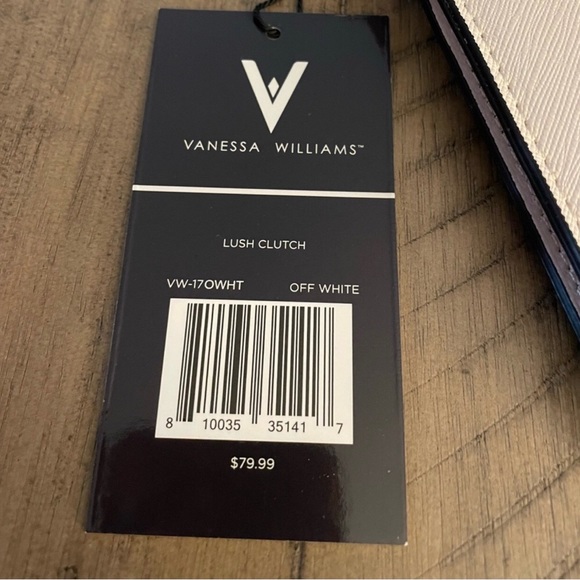 VANESSA WILLIAMS™
LUSH CLUTCH
VW-17OWHT OFF WHITE
8 10035 35141 7
$79.99